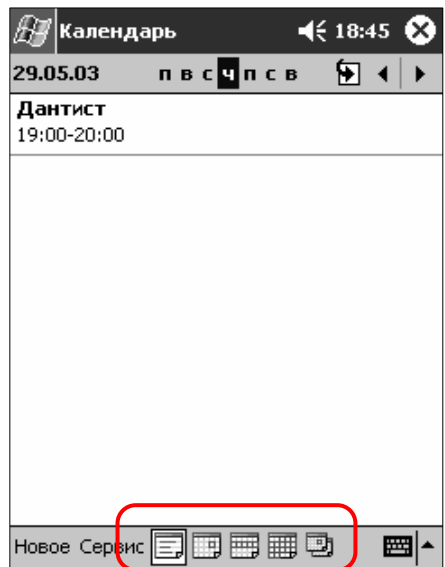 Календарь 18:45
29.05.03 п в с ч п с в
Дантист
19:00-20:00
Новое Сервис